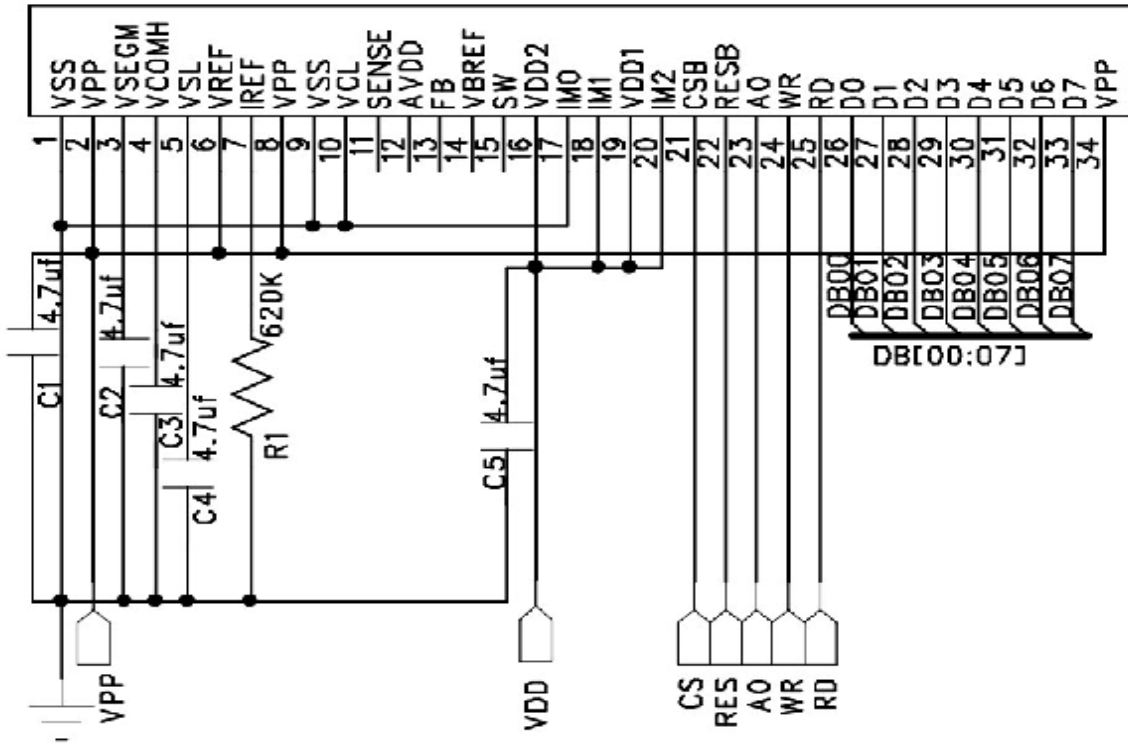 VSS
VPP
VSEGM
VCOMH
VSL
VREF
IREF
VPP
VSS
VCL
SENSE
AVDD
FB
VBREF
SW
VDD2
IM0
IM1
VDD1
IM2
CSB
RESB
A0
WR
RD
D0
D1
D2
D3
D4
D5
D6
D7
VPP
1
2
3
4
5
6
7
8
9
10
11
12
13
14
15
16
17
18
19
20
21
22
23
24
25
26
27
28
29
30
31
32
33
34
4.7uf
C1
4.7uf
C2
4.7uf
C3
4.7uf
C4
620K
R1
4.7uf
C5
DB00
DB01
DB02
DB03
DB04
DB05
DB06
DB07
DB[00:07]
VPP
VDD
CS
RES
A0
WR
RD